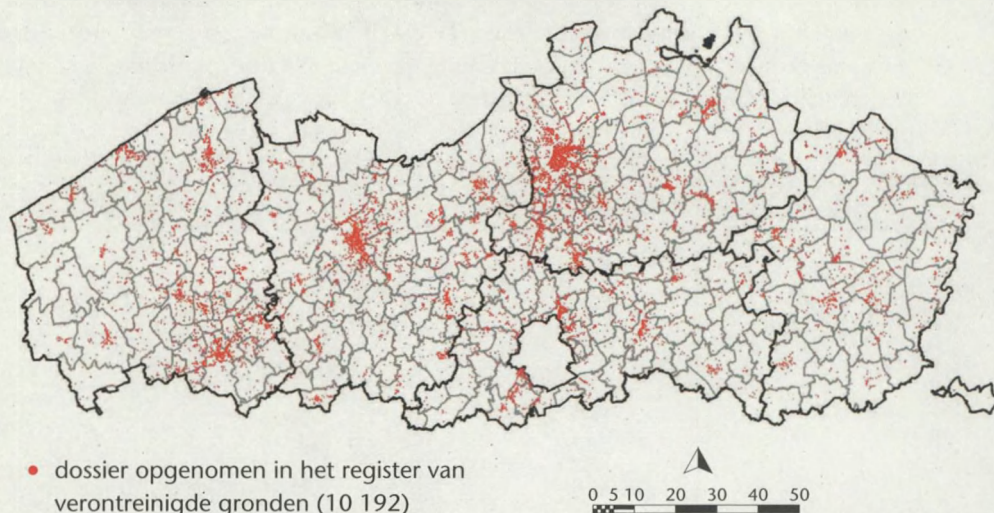 dossier opgenomen in het register van
verontreinigde gronden (10 192)
0 5 10 20 30 40 50